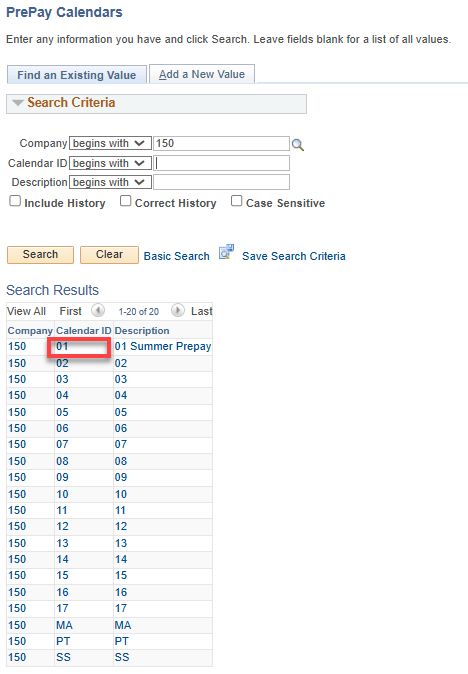 PrePay Calendars
Enter any information you have and click Search. Leave fields blank for a list of all values.
Find an Existing Value Add a New Value
Search Criteria
Company begins with 150
Calendar ID begins with
Description begins with
Include History Correct History Case Sensitive
Search Clear Basic Search Save Search Criteria
Search Results
View All First 1-20 of 20 Last
Company Calendar ID Description
150 01 01 Summer Prepay
150 02 02
150 03 03
150 04 04
150 05 05
150 06 06
150 07 07
150 08 08
150 09 09
150 10 10
150 11 11
150 12 12
150 13 13
150 14 14
150 15 15
150 16 16
150 17 17
150 MA MA
150 PT PT
150 SS SS